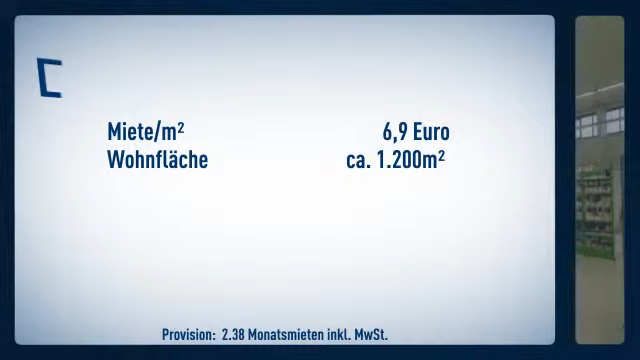 Miete/m² 6,9 Euro
Wohnfläche ca. 1.200m²
Provision: 2.38 Monatsmieten inkl. MwSt.